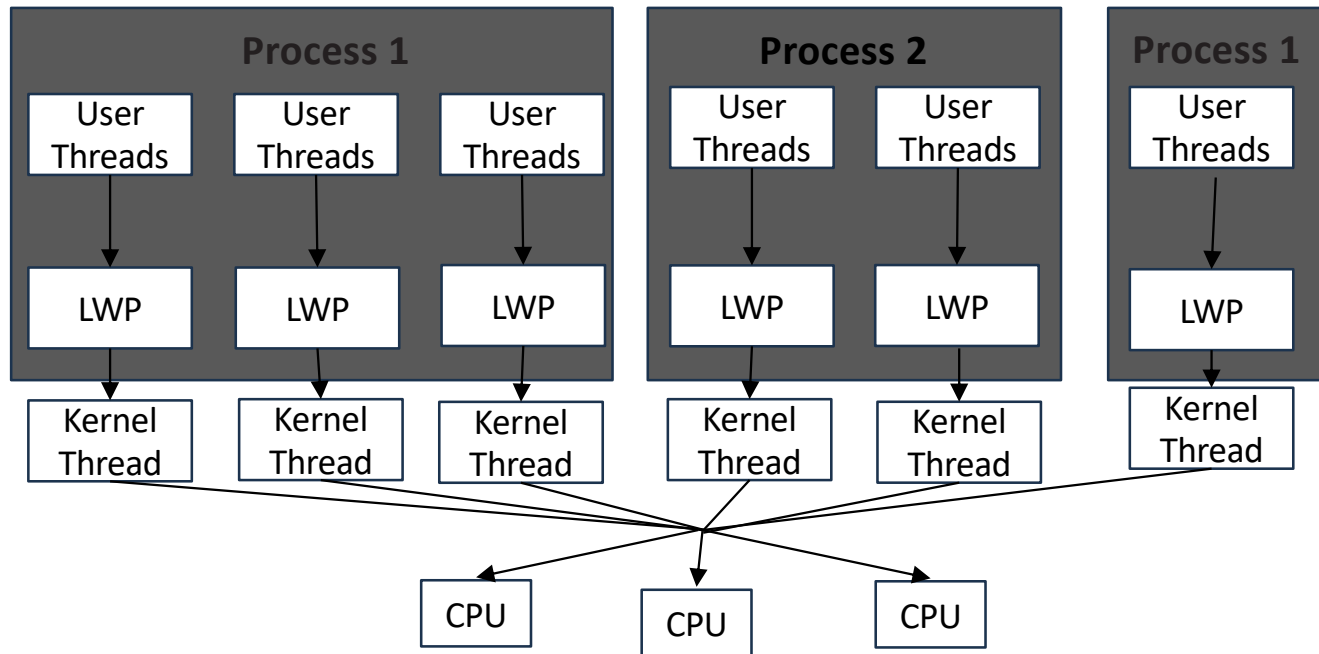 Process 1
Process 2
Process 1
User
Threads
User
Threads
User
Threads
User
Threads
User
Threads
User
Threads
LWP
LWP
LWP
LWP
LWP
LWP
Kernel
Thread
Kernel
Thread
Kernel
Thread
Kernel
Thread
Kernel
Thread
Kernel
Thread
CPU
CPU
CPU